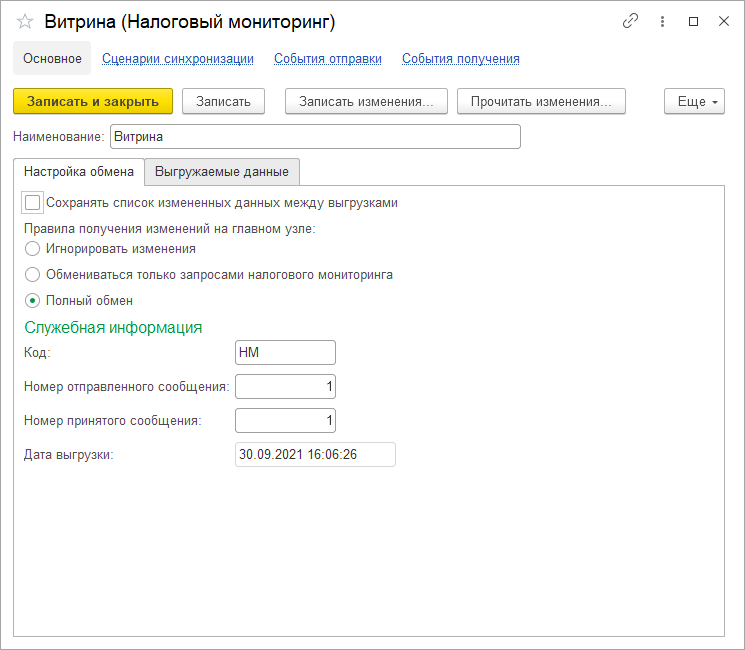 Витрина (Налоговый мониторинг)
Основное Сценарии синхронизации События отправки События получения
Записать и закрыть Записать Записать изменения... Прочитать изменения... Еще
Наименование: Витрина
Настройка обмена Выгружаемые данные
Сохранять список измененных данных между выгрузками
Правила получения изменений на главном узле:
Игнорировать изменения
Обмениваться только запросами налогового мониторинга
Полный обмен
Служебная информация
Код: НМ
Номер отправленного сообщения: 1
Номер принятого сообщения: 1
Дата выгрузки: 30.09.2021 16:06:26